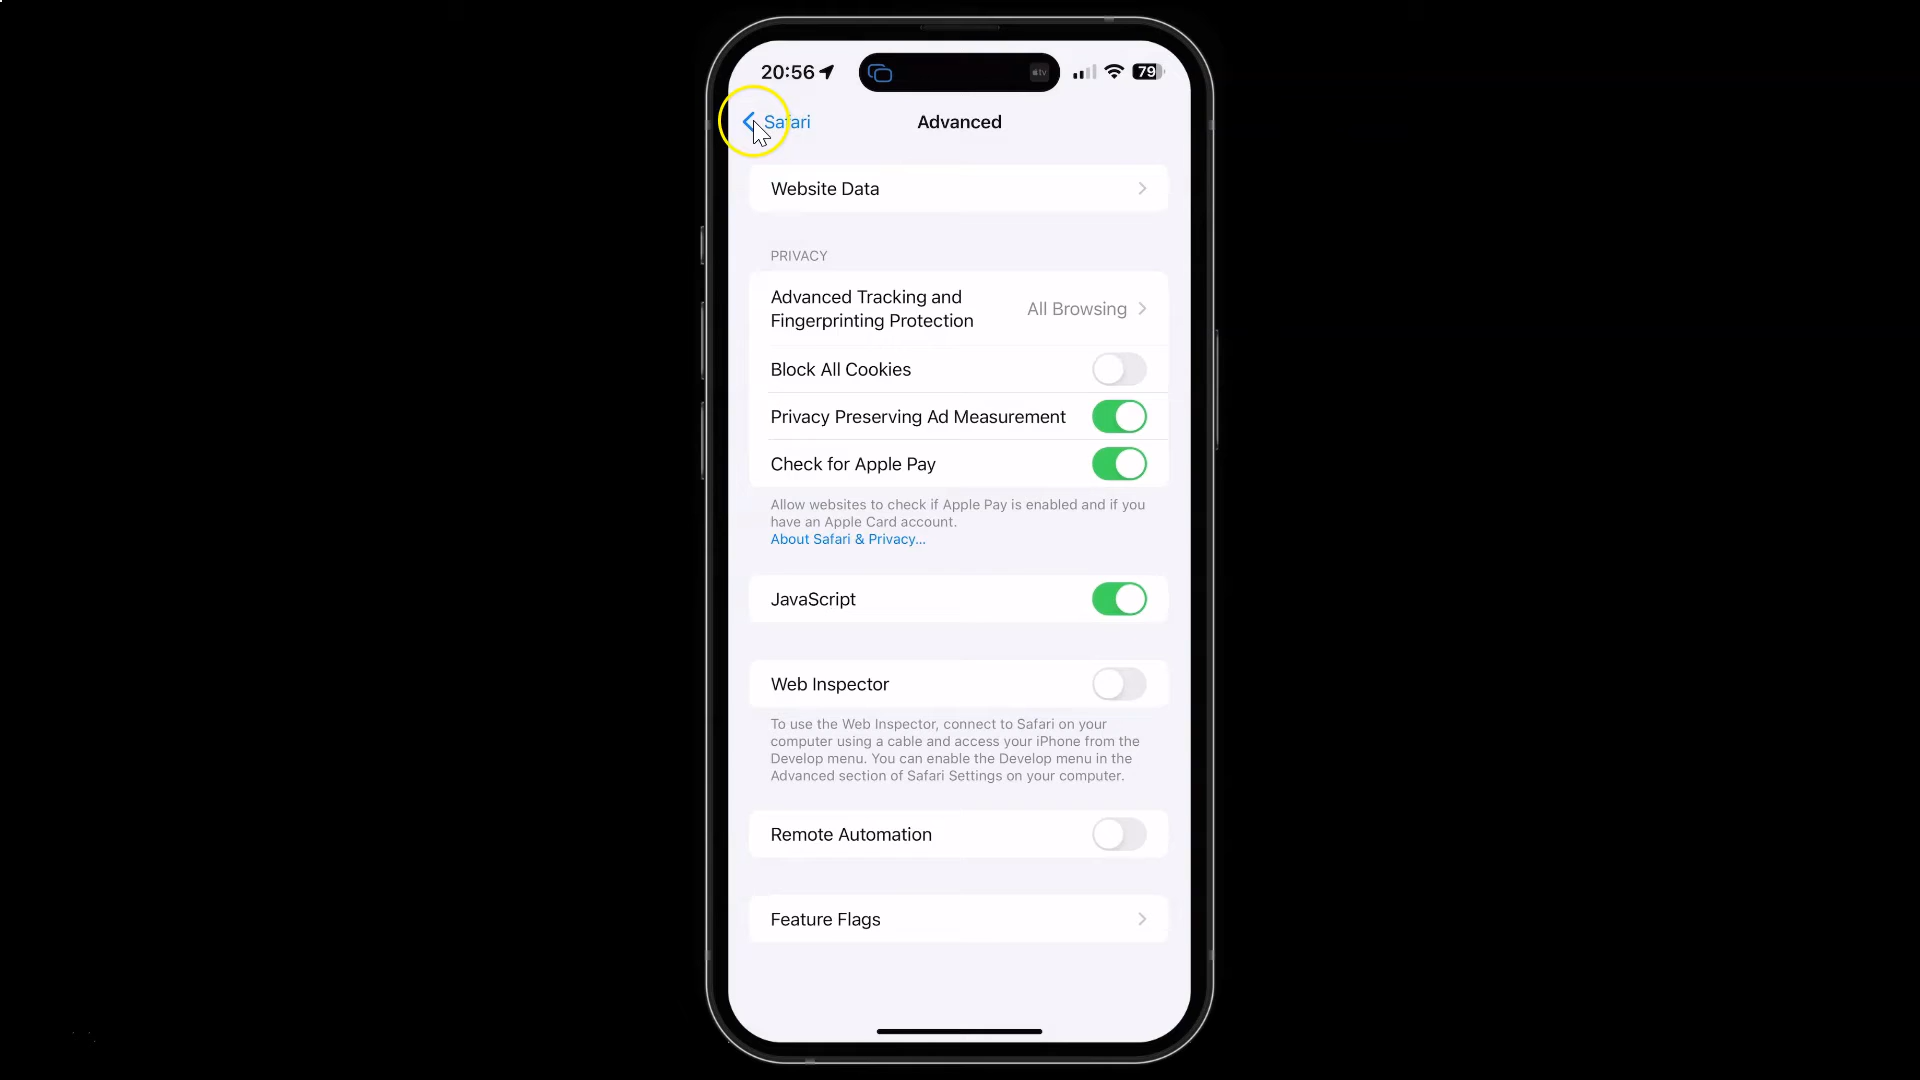 20:56
tv
79
Safari
Advanced
Website Data
PRIVACY
Advanced Tracking and
Fingerprinting Protection
All Browsing
Block All Cookies
Privacy Preserving Ad Measurement
Check for Apple Pay
Allow websites to check if Apple Pay is enabled and if you
have an Apple Card account.
About Safari & Privacy...
JavaScript
Web Inspector
To use the Web Inspector, connect to Safari on your
computer using a cable and access your iPhone from the
Develop menu. You can enable the Develop menu in the
Advanced section of Safari Settings on your computer.
Remote Automation
Feature Flags